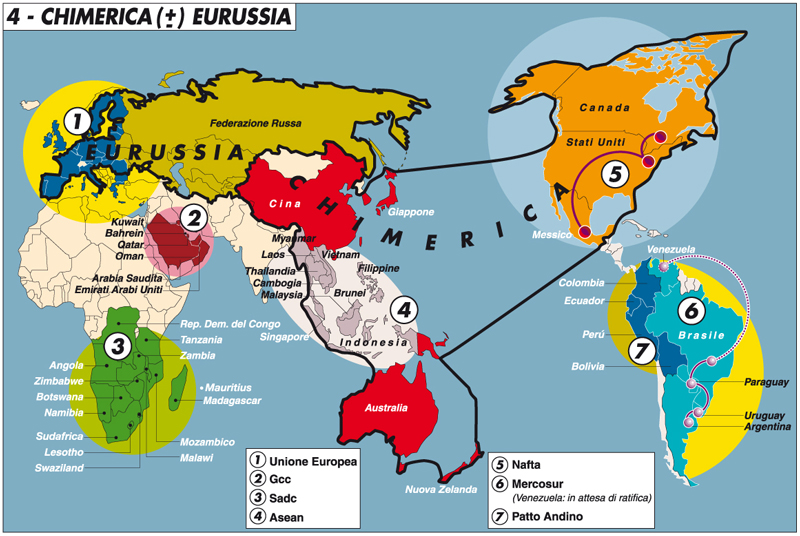 4 - CHIMERICA (±) EURUSSIA
1
EURUSSIA
Federazione Russa
CHIMERICA
Cina
Giappone
Canada
Stati Uniti
5
Messico
2
Kuwait
Bahrein
Qatar
Oman
Arabia Saudita
Emirati Arabi Uniti
Myanmar
Laos
Thallandia
Cambogia
Malaysia
Singapore
Vietnam
Filippine
Brunei
4
Indonesia
Venezuela
Colombia
Ecuador
Perú
Bolivia
6
Brasile
7
Paraguay
Uruguay
Argentina
Rep. Dem. del Congo
Tanzania
Zambia
3
Angola
Zimbabwe
Botswana
Namibia
Sudafrica
Lesotho
Swaziland
Mauritius
Madagascar
Mozambico
Malawi
Australia
Nuova Zelanda
1 Unione Europea
2 Gcc
3 Sadc
4 Asean
5 Nafta
6 Mercosur
(Venezuela: in attesa di ratifica)
7 Patto Andino